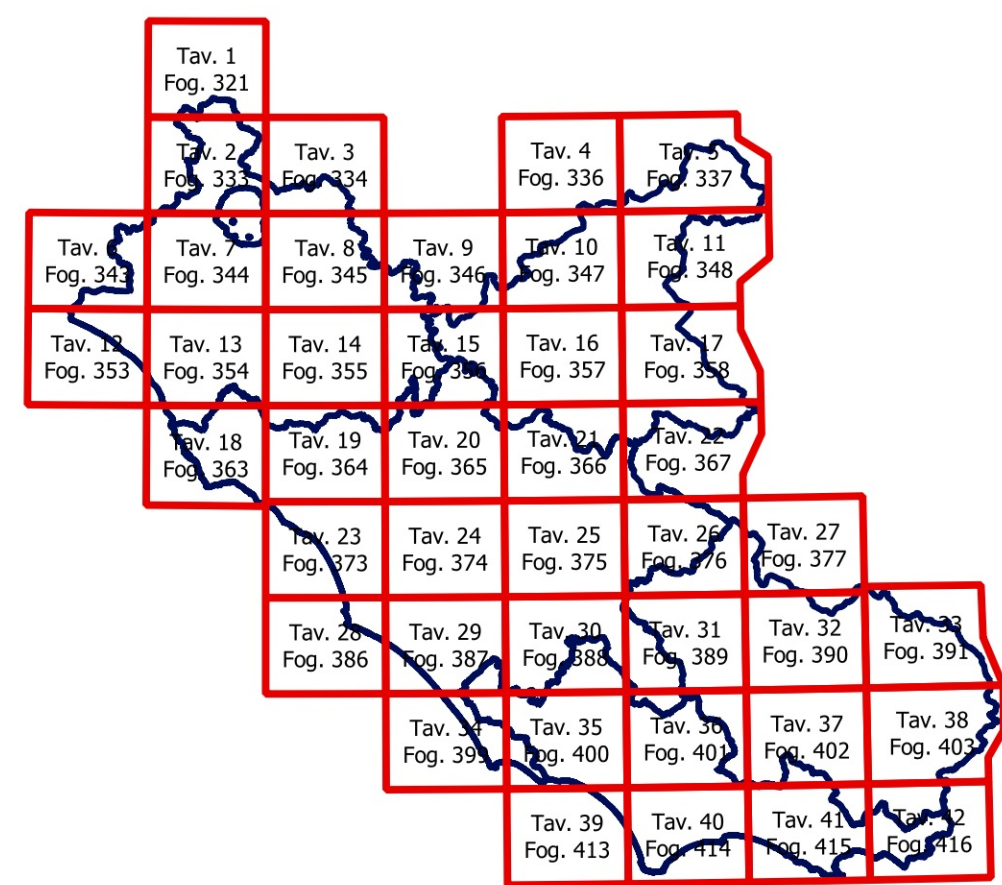 Tav. 1
Fog. 321
Tav. 2
Fog. 333
Tav. 3
Fog. 334
Tav. 4
Fog. 336
Tav. 5
Fog. 337
Tav. 6
Fog. 343
Tav. 7
Fog. 344
Tav. 8
Fog. 345
Tav. 9
Fog. 346
Tav. 10
Fog. 347
Tav. 11
Fog. 348
Tav. 12
Fog. 353
Tav. 13
Fog. 354
Tav. 14
Fog. 355
Tav. 15
Fog. 356
Tav. 16
Fog. 357
Tav. 17
Fog. 358
Tav. 18
Fog. 363
Tav. 19
Fog. 364
Tav. 20
Fog. 365
Tav. 21
Fog. 366
Tav. 22
Fog. 367
Tav. 23
Fog. 373
Tav. 24
Fog. 374
Tav. 25
Fog. 375
Tav. 26
Fog. 376
Tav. 27
Fog. 377
Tav. 28
Fog. 386
Tav. 29
Fog. 387
Tav. 30
Fog. 388
Tav. 31
Fog. 389
Tav. 32
Fog. 390
Tav. 33
Fog. 391
Tav. 34
Fog. 399
Tav. 35
Fog. 400
Tav. 36
Fog. 401
Tav. 37
Fog. 402
Tav. 38
Fog. 403
Tav. 39
Fog. 413
Tav. 40
Fog. 414
Tav. 41
Fog. 415
Tav. 42
Fog. 416